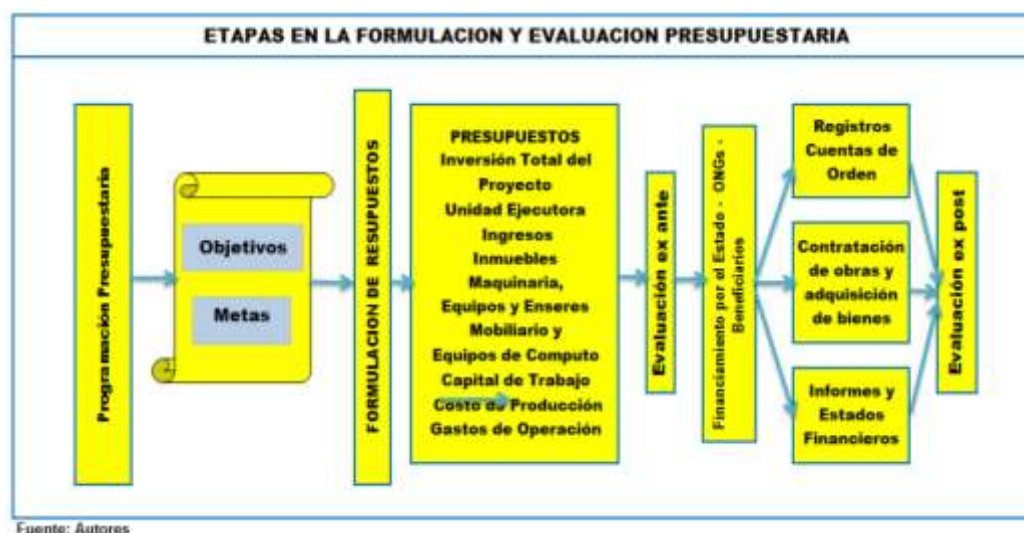 ETAPAS EN LA FORMULACION Y EVALUACION PRESUPUESTARIA
Programación Presupuestaria
Objetivos
Metas
FORMULACION DE RESUPUESTOS
PRESUPUESTOS
Inversión Total del
Proyecto
Unidad Ejecutora
Ingresos
Inmuebles
Maquinaria,
Equipos y Enseres
Mobiliario y
Equipos de Computo
Capital de Trabajo
Costo de Producción
Gastos de Operación
Evaluación ex ante
Financiamiento por el Estado - ONGs -
Beneficiarios
Registros
Cuentas de
Orden
Contratación
de obras y
adquisición
de bienes
Informes y
Estados
Financieros
Evaluación ex post
Fuente: Autores